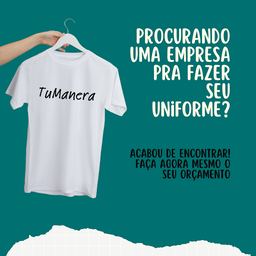 TuManera
PROCURANDO
UMA EMPRESA
PRA FAZER
SEU
UNIFORME?
ACABOU DE ENCONTRAR!
FAÇA AGORA MESMO O
SEU ORÇAMENTO